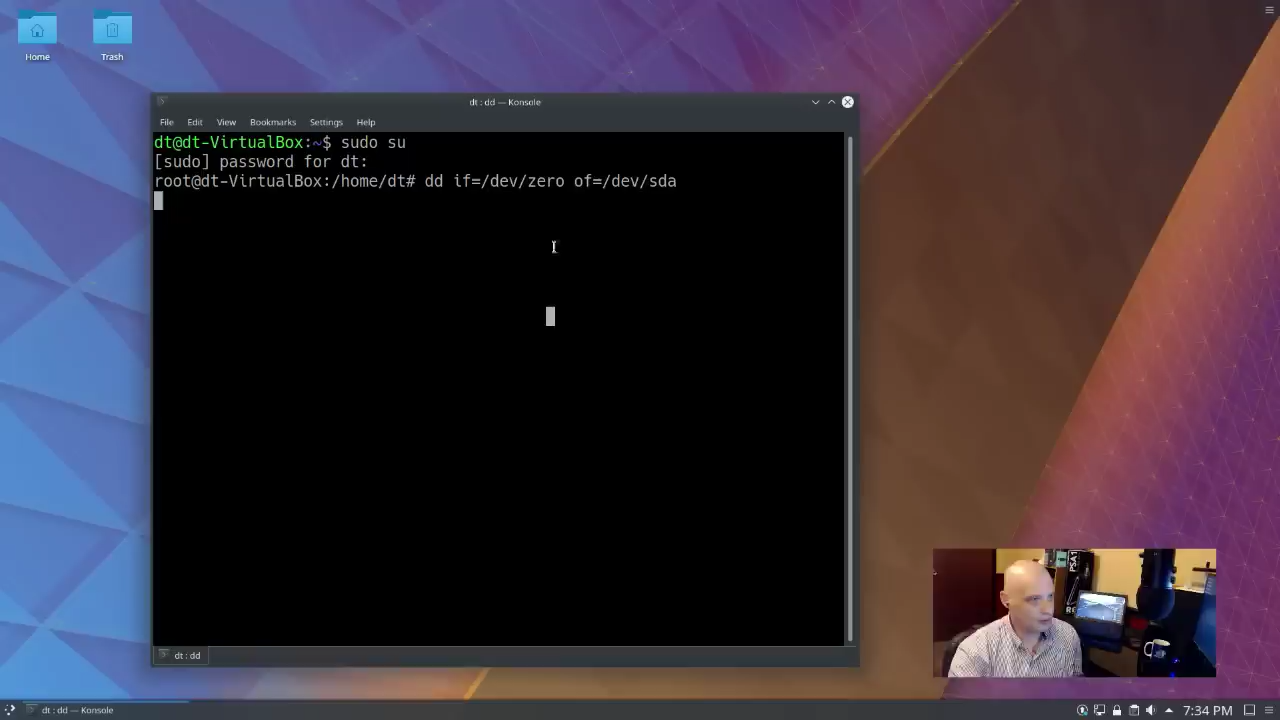 Home
Trash
dt : dd — Konsole
File Edit View Bookmarks Settings Help
dt@dt-VirtualBox:~$ sudo su
[sudo] password for dt:
root@dt-VirtualBox:/home/dt# dd if=/dev/zero of=/dev/sda
PSA1
dt : dd
dt : dd — Konsole
7:34 PM